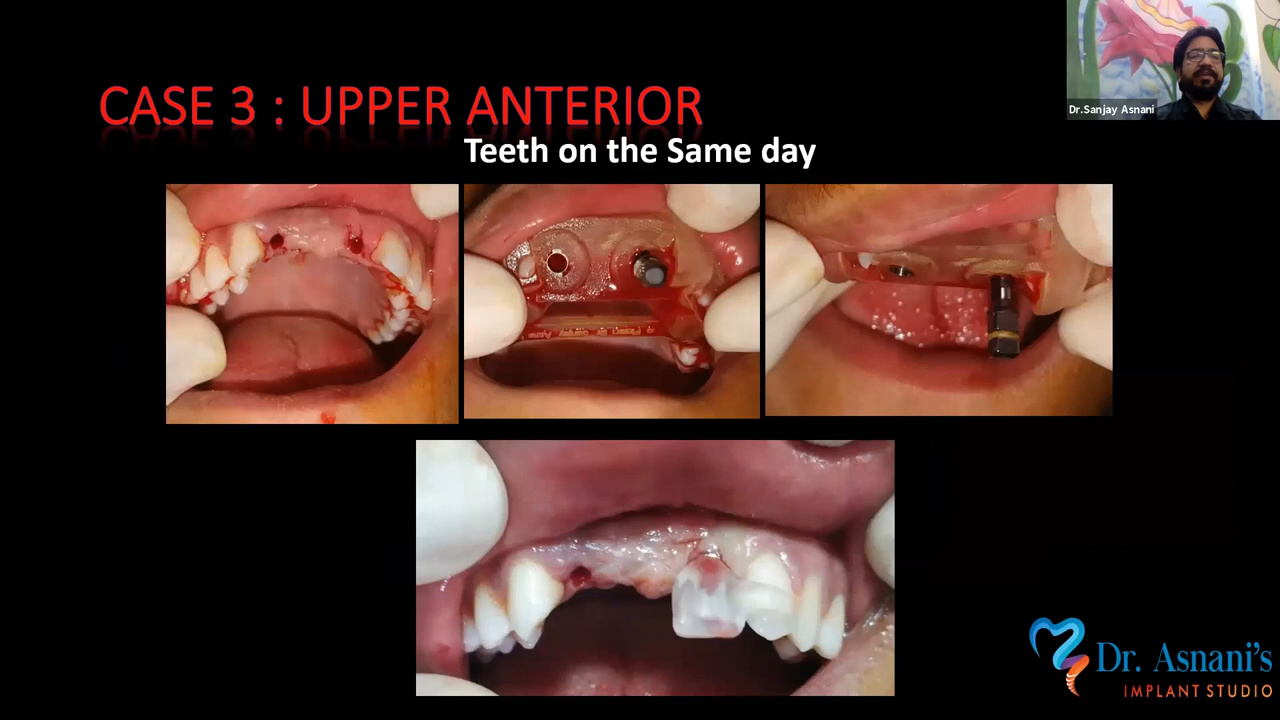 Dr.Sanjay Asnani
CASE 3 : UPPER ANTERIOR
Teeth on the Same day
Dr. Asnani's
IMPLANT STUDIO